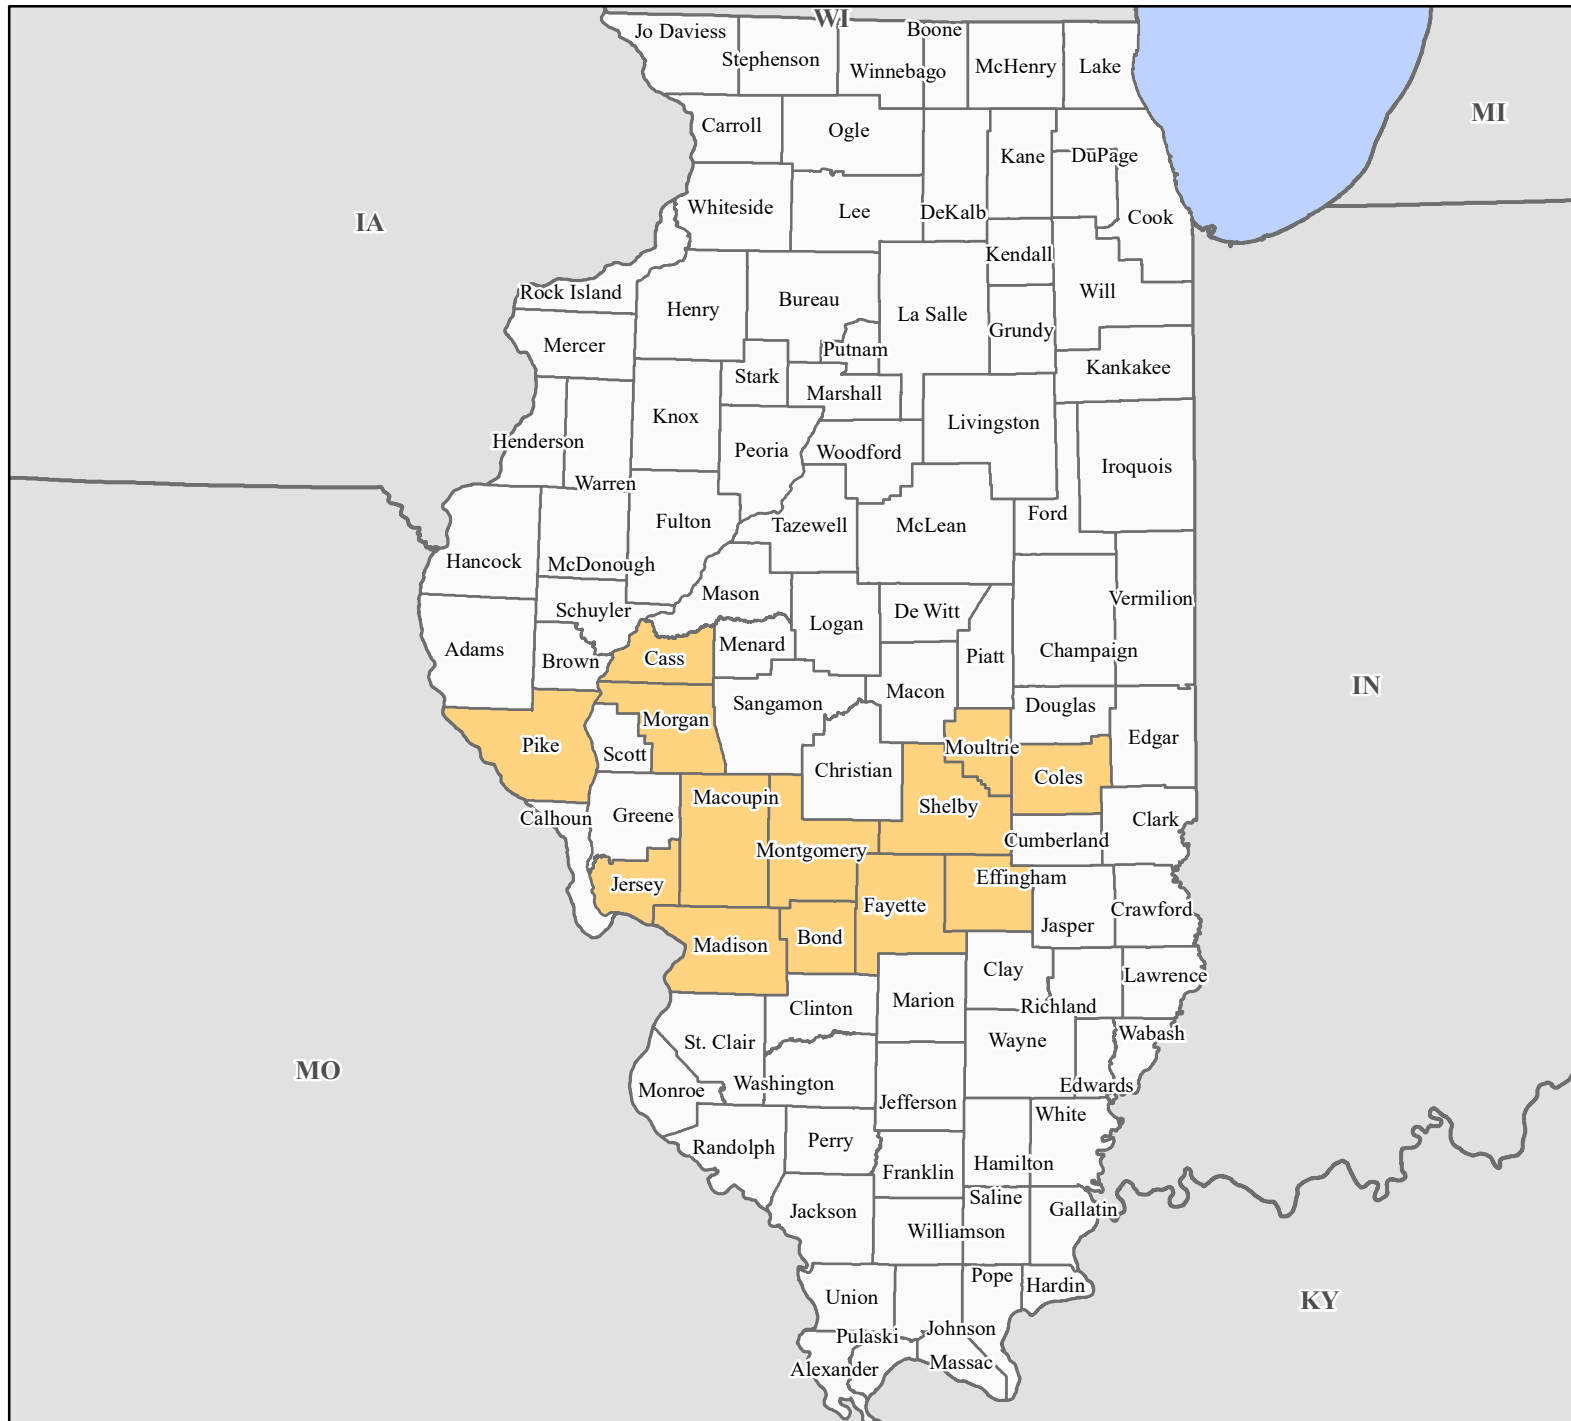 WI
Jo Daviess
Stephenson
Winnebago
Boone
McHenry
Lake
MI
Carroll
Ogle
Kane
DuPage
IA
Whiteside
Lee
DeKalb
Cook
Kendall
Rock Island
Henry
Bureau
La Salle
Will
Mercer
Putnam
Grundy
Stark
Marshall
Kankakee
Henderson
Knox
Peoria
Woodford
Livingston
Iroquois
Warren
Fulton
Tazewell
McLean
Ford
Hancock
McDonough
Mason
Vermilion
Schuyler
Logan
De Witt
Adams
Brown
Cass
Menard
Piatt
Champaign
IN
Pike
Morgan
Sangamon
Macon
Douglas
Scott
Christian
Moultrie
Edgar
Coles
Calhoun
Greene
Macoupin
Shelby
Clark
Montgomery
Cumberland
Jersey
Fayette
Effingham
Madison
Bond
Jasper
Crawford
Clay
Lawrence
Clinton
Marion
Richland
MO
St. Clair
Wayne
Wabash
Monroe
Washington
Jefferson
Edwards
White
Randolph
Perry
Franklin
Hamilton
Jackson
Williamson
Saline
Gallatin
Union
Pope
Hardin
KY
Pulaski
Johnson
Alexander
Massac